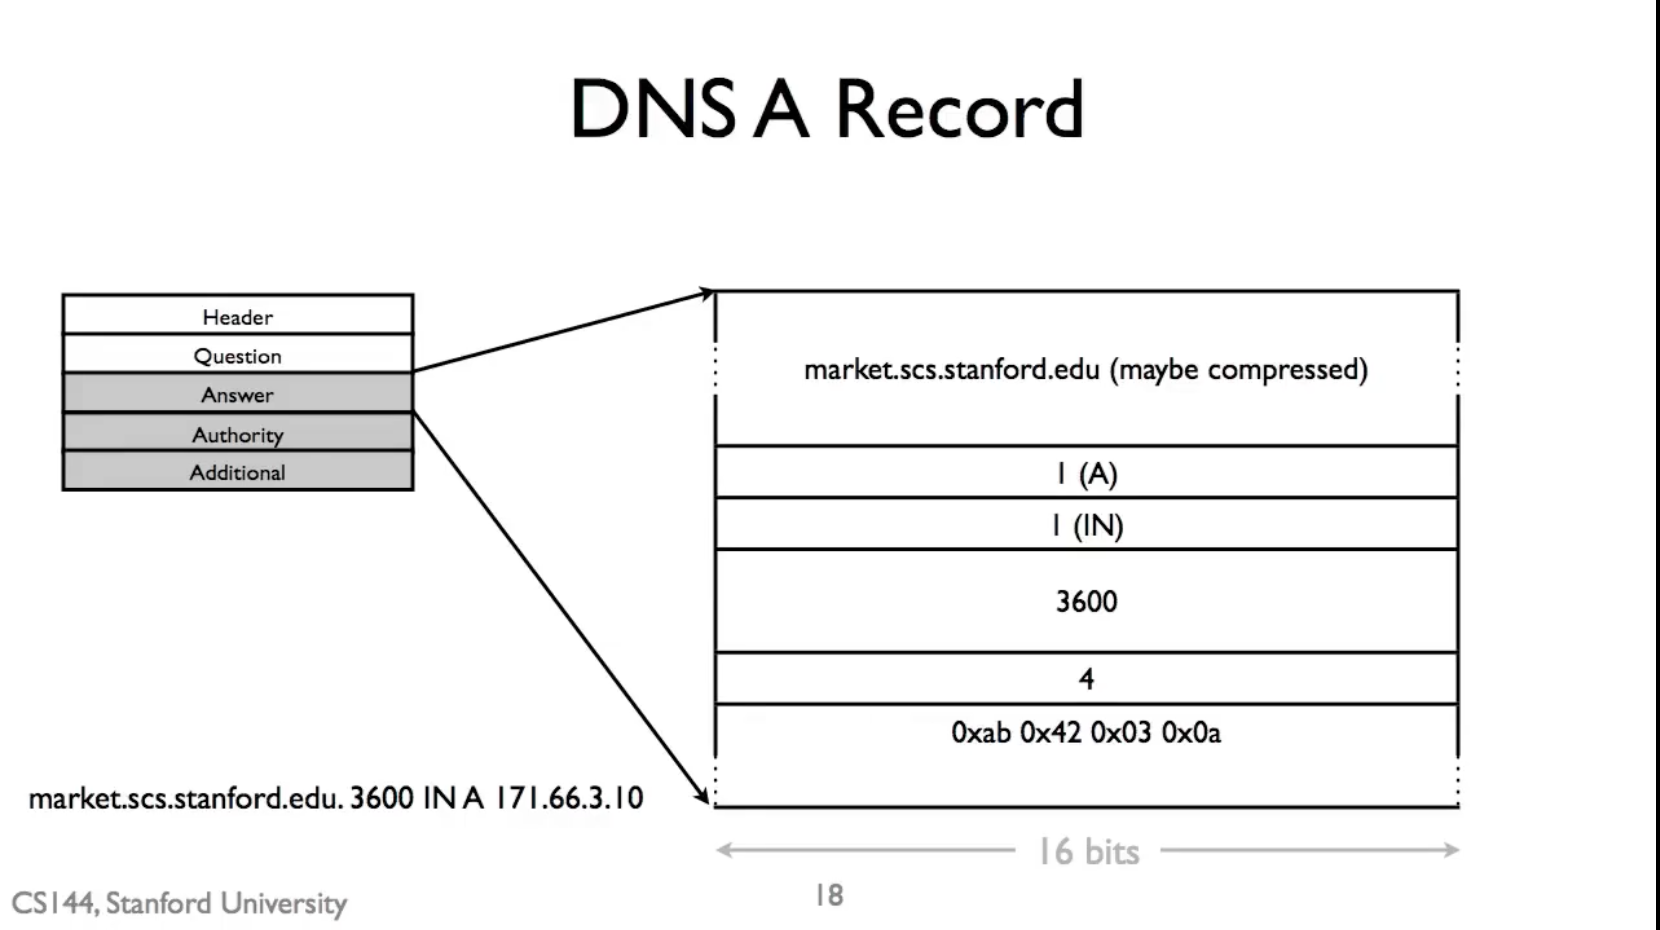 DNS A Record
Header
Question
Answer
Authority
Additional
market.scs.stanford.edu (maybe compressed)
1 (A)
1 (IN)
3600
4
0xab 0x42 0x03 0x0a
market.scs.stanford.edu. 3600 IN A 171.66.3.10
16 bits
CS144, Stanford University
18